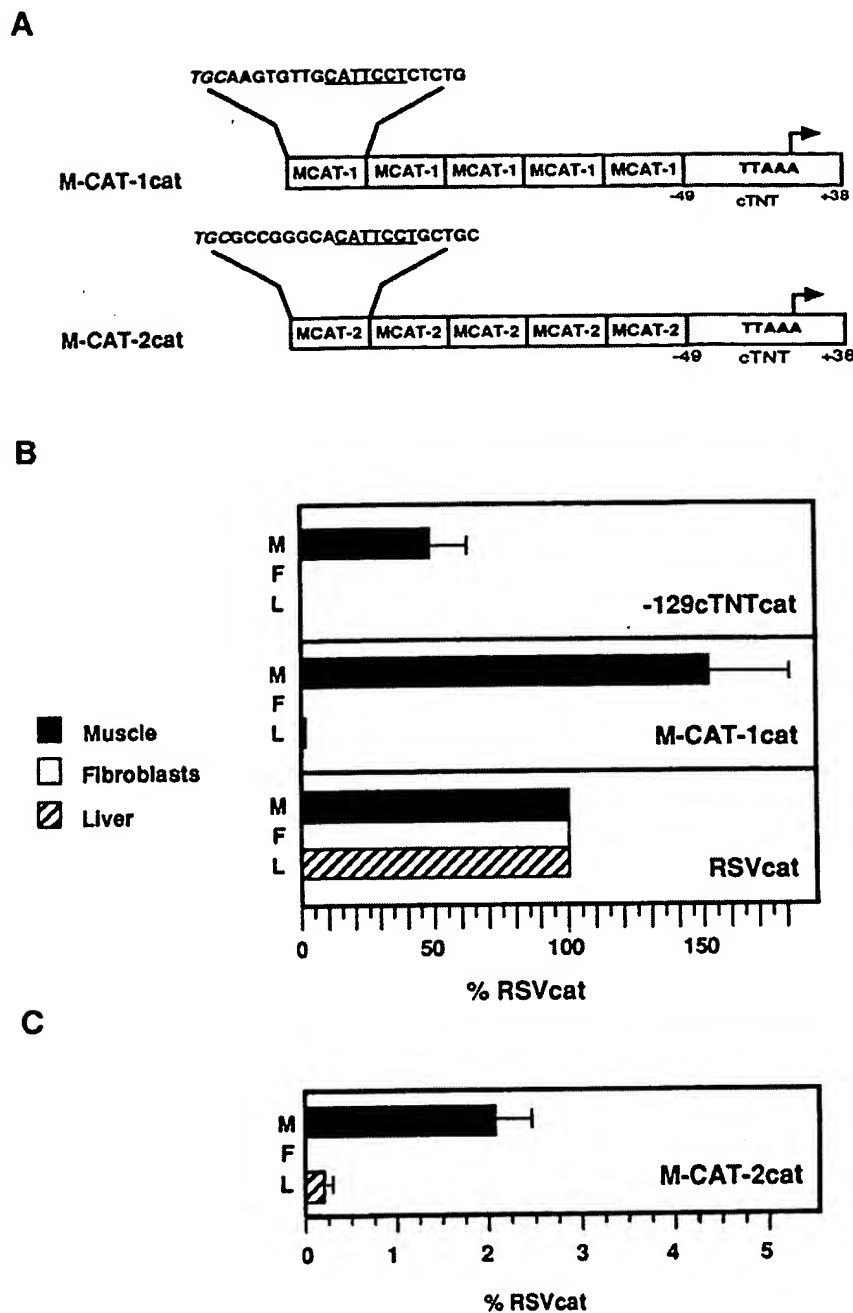 A
TGCAAGTGTTGCATTCCTCTCTG
M-CAT-1cat
MCAT-1 MCAT-1 MCAT-1 MCAT-1 MCAT-1 TTAAA
-49 cTNT +38
TGCGCCGGGCACATTCCTGCTGC
M-CAT-2cat
MCAT-2 MCAT-2 MCAT-2 MCAT-2 MCAT-2 TTAAA
-49 cTNT +38
B
M
F
L
-129cTNTcat
M
F
L
M-CAT-1cat
M
F
L
RSVcat
Muscle
Fibroblasts
Liver
0 50 100 150
% RSVcat
C
M
F
L
M-CAT-2cat
0 1 2 3 4 5
% RSVcat